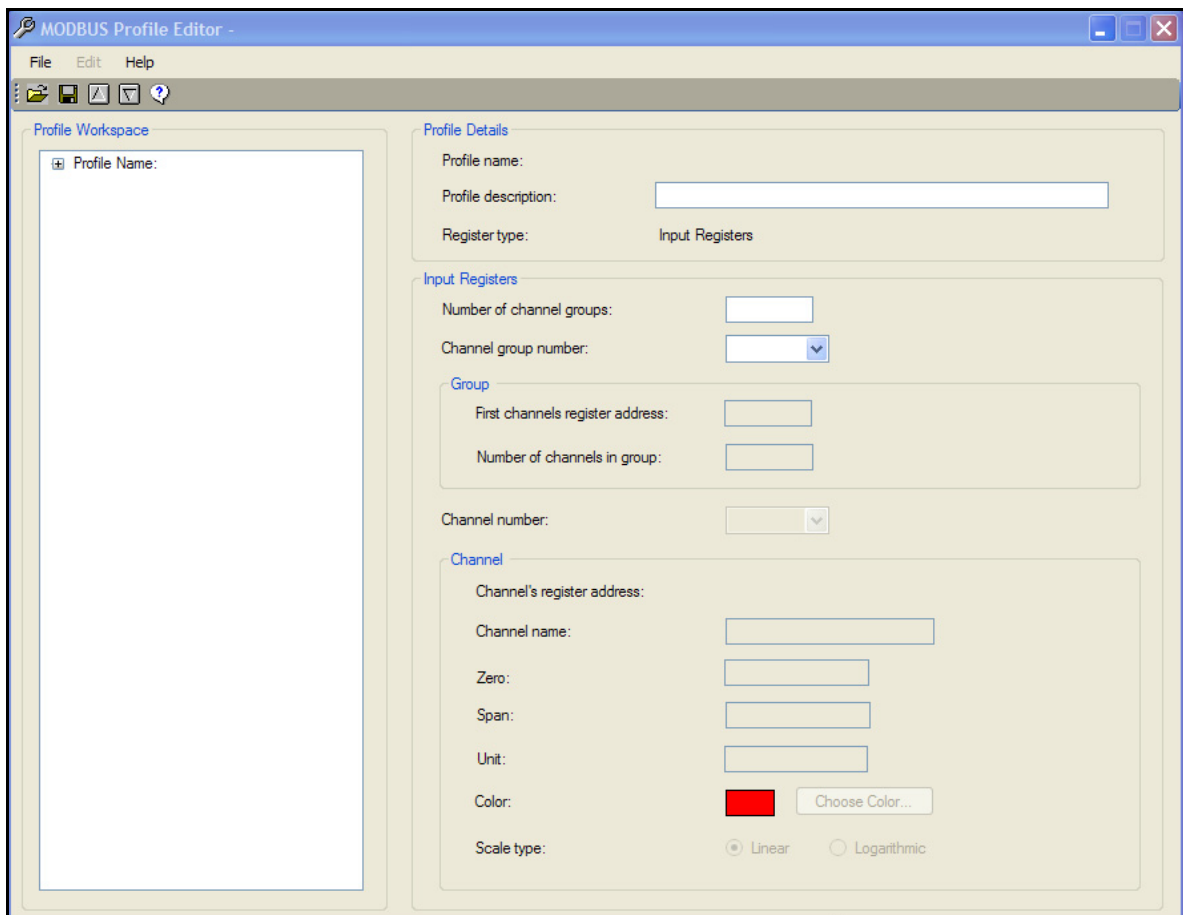 MODBUS Profile Editor -
File Edit Help
Profile Workspace
Profile Name:
Profile Details
Profile name:
Profile description:
Register type: Input Registers
Input Registers
Number of channel groups:
Channel group number:
Group
First channels register address:
Number of channels in group:
Channel number:
Channel
Channel's register address:
Channel name:
Zero:
Span:
Unit:
Color: Choose Color...
Scale type: Linear Logarithmic